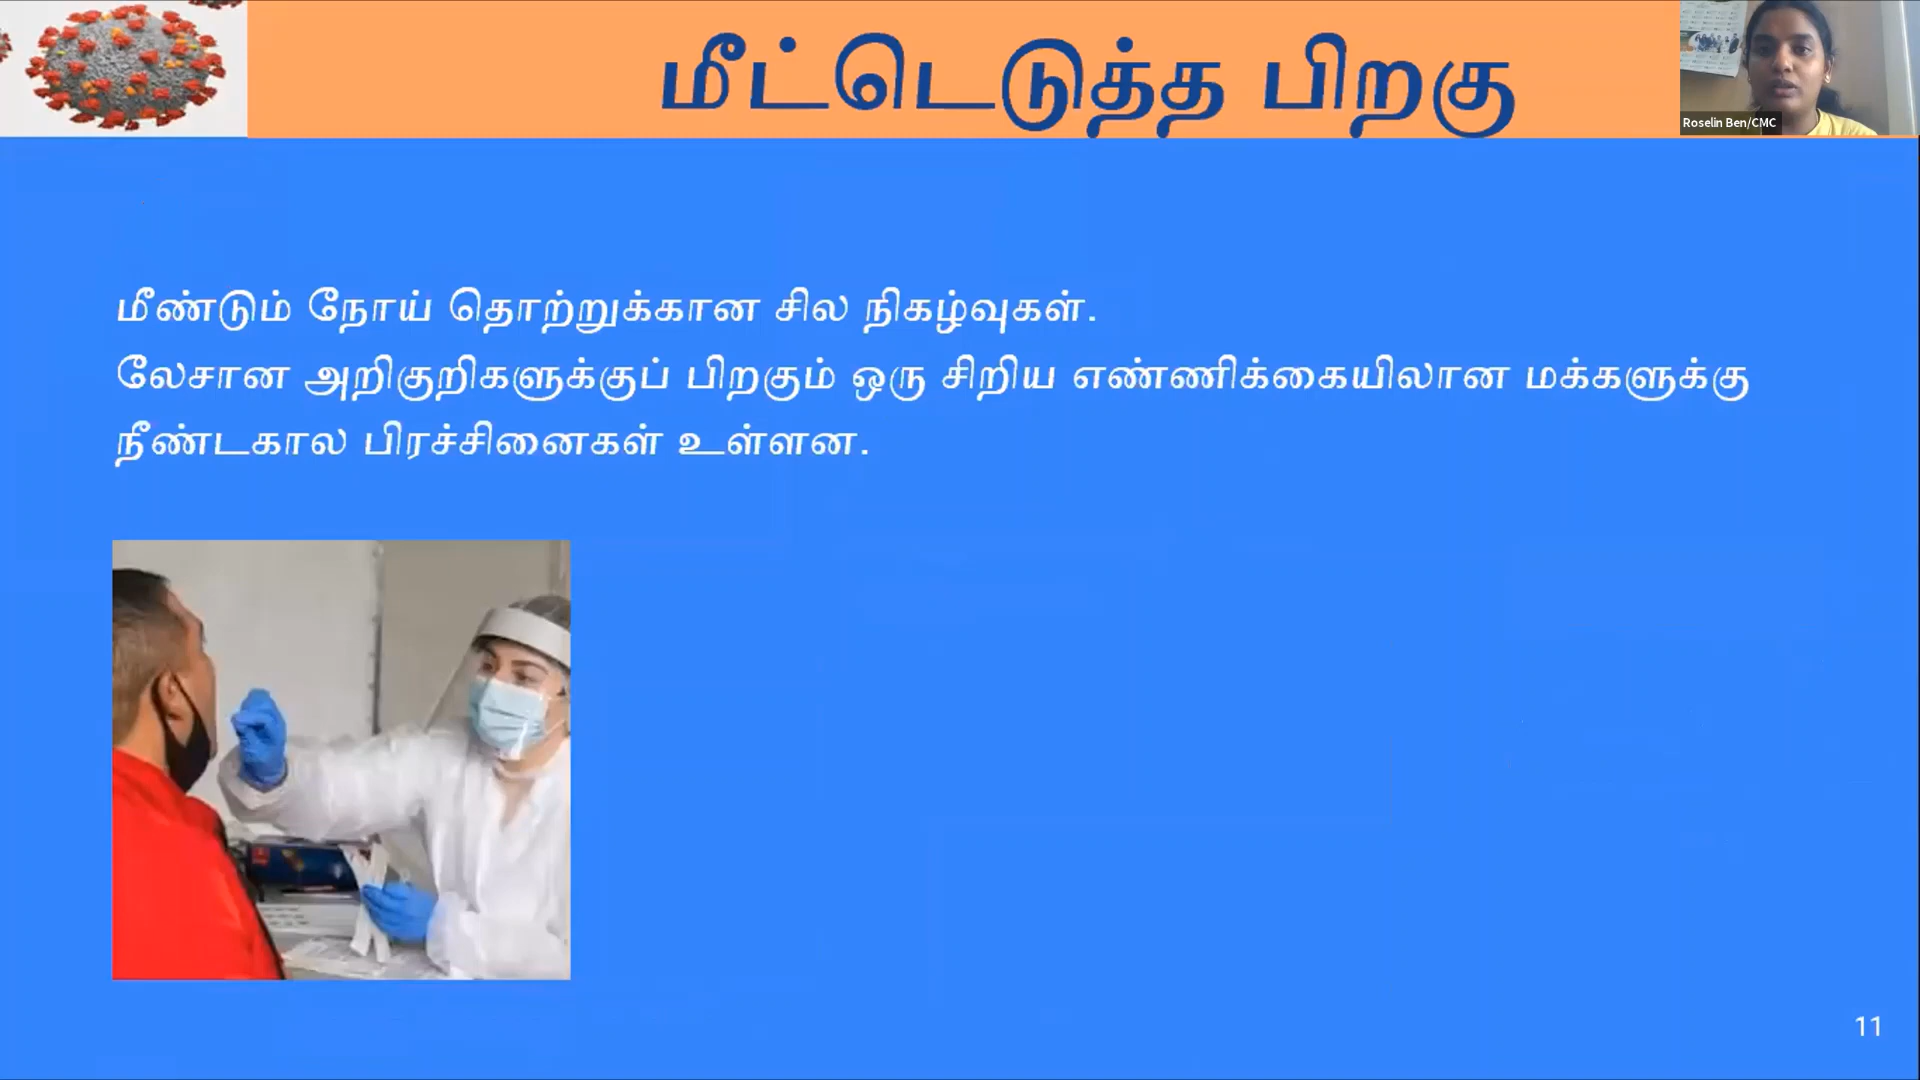 மீட்டெடுத்த பிறகு
Roselin Ben/CMC
மீண்டும் நோய் தொற்றுக்கான சில நிகழ்வுகள்.
லேசான அறிகுறிகளுக்குப் பிறகும் ஒரு சிறிய எண்ணிக்கையிலான மக்களுக்கு
நீண்டகால பிரச்சினைகள் உள்ளன.
11